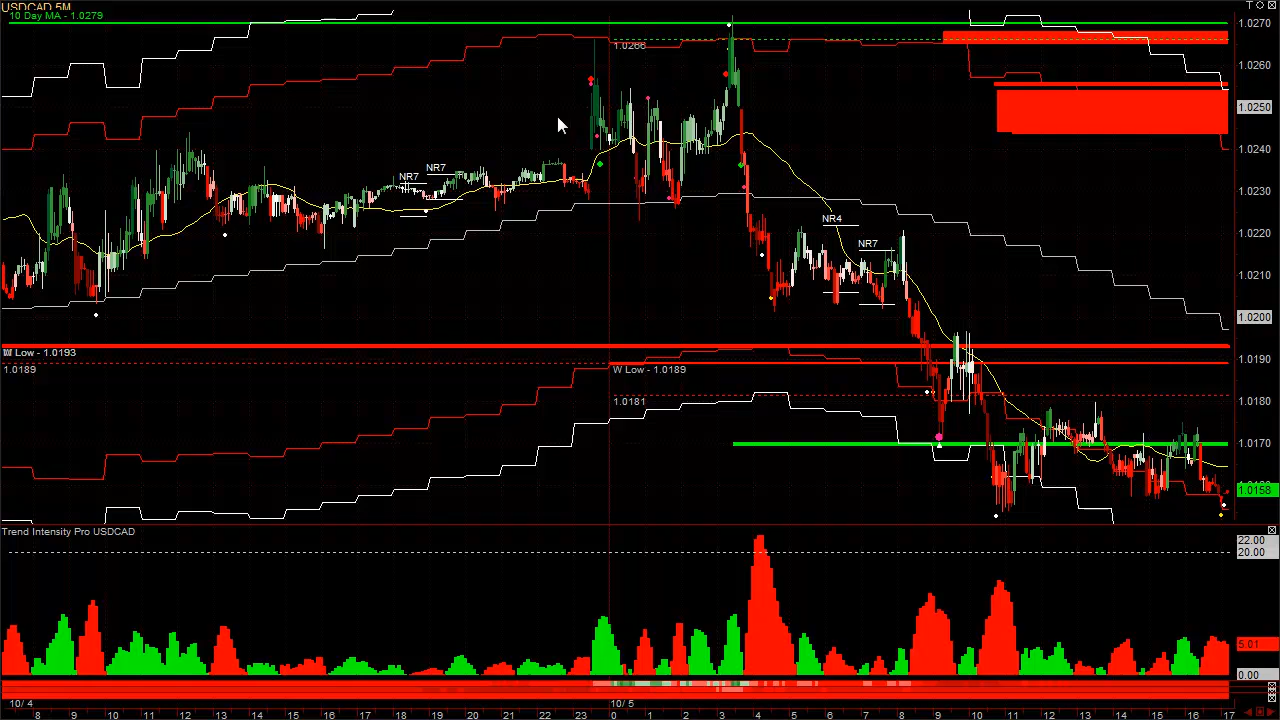 USDCAD,5M
10 Day MA - 1.0279
1.0270
1.0266
1.0260
1.0250
1.0240
NR7
NR7
1.0230
NR4
1.0220
NR7
1.0210
1.0200
W Low - 1.0193
1.0190
1.0189
W Low - 1.0189
1.0181
1.0180
1.0170
1.0158
Trend Intensity Pro USDCAD
22.00
20.00
5.01
0.00
10/ 4
10/ 5
8 9 10 11 12 13 14 15 16 17 18 19 20 21 22 23 0 1 2 3 4 5 6 7 8 9 10 11 12 13 14 15 16 17